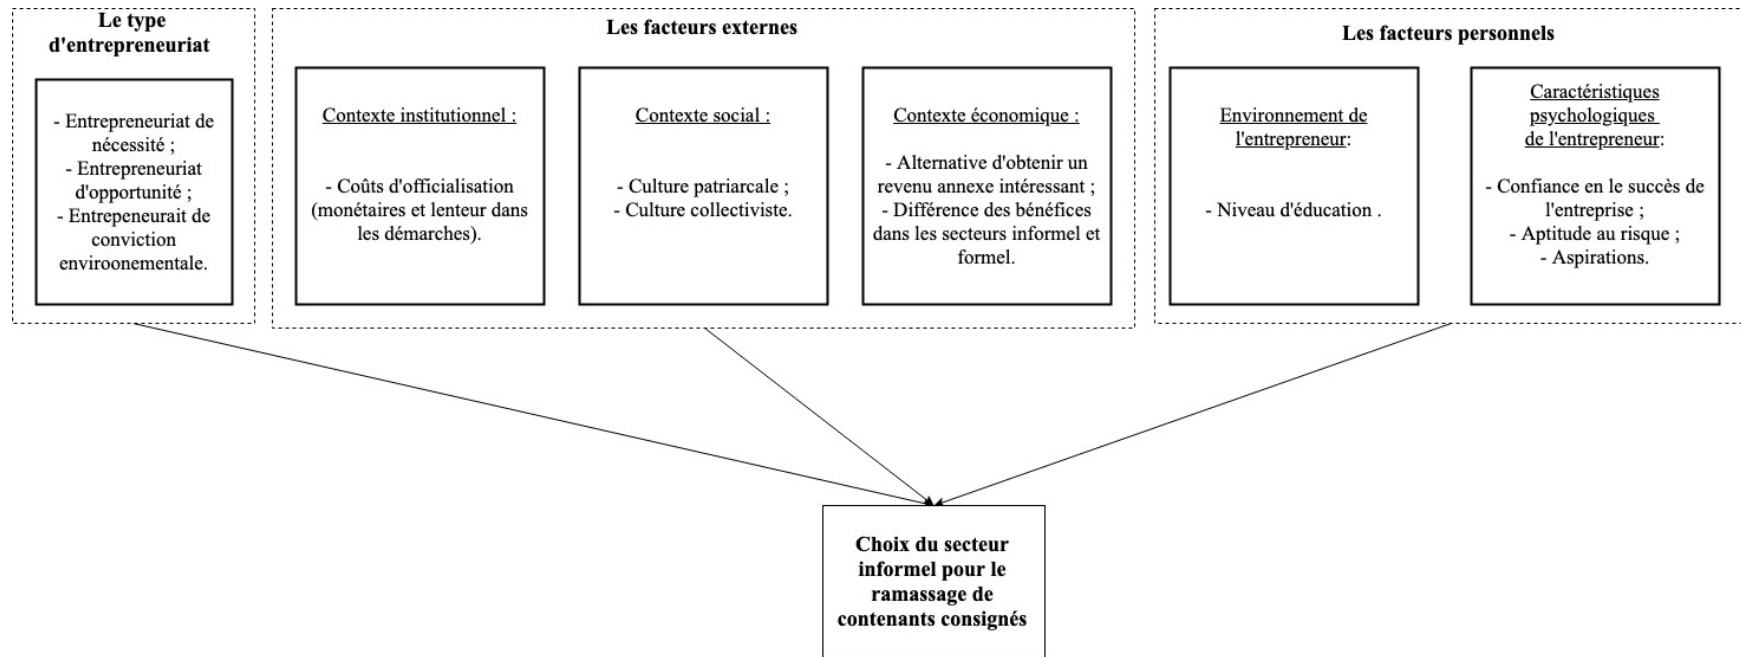 Le type
d'entrepreneuriat
- Entrepreneuriat de
nécessité ;
- Entrepreneuriat
d'opportunité ;
- Entrepeneurait de
conviction
enviroonementale.
Les facteurs externes
Contexte institutionnel :
- Coûts d'officialisation
(monétaires et lenteur dans
les démarches).
Contexte social :
- Culture patriarcale ;
- Culture collectiviste.
Contexte économique :
- Alternative d'obtenir un
revenu annexe intéressant ;
- Différence des bénéfices
dans les secteurs informel et
formel.
Les facteurs personnels
Environnement de
l'entrepreneur:
- Niveau d'éducation .
Caractéristiques
psychologiques
de l'entrepreneur:
- Confiance en le succès de
l'entreprise ;
- Aptitude au risque ;
- Aspirations.
Choix du secteur
informel pour le
ramassage de
contenants consignés